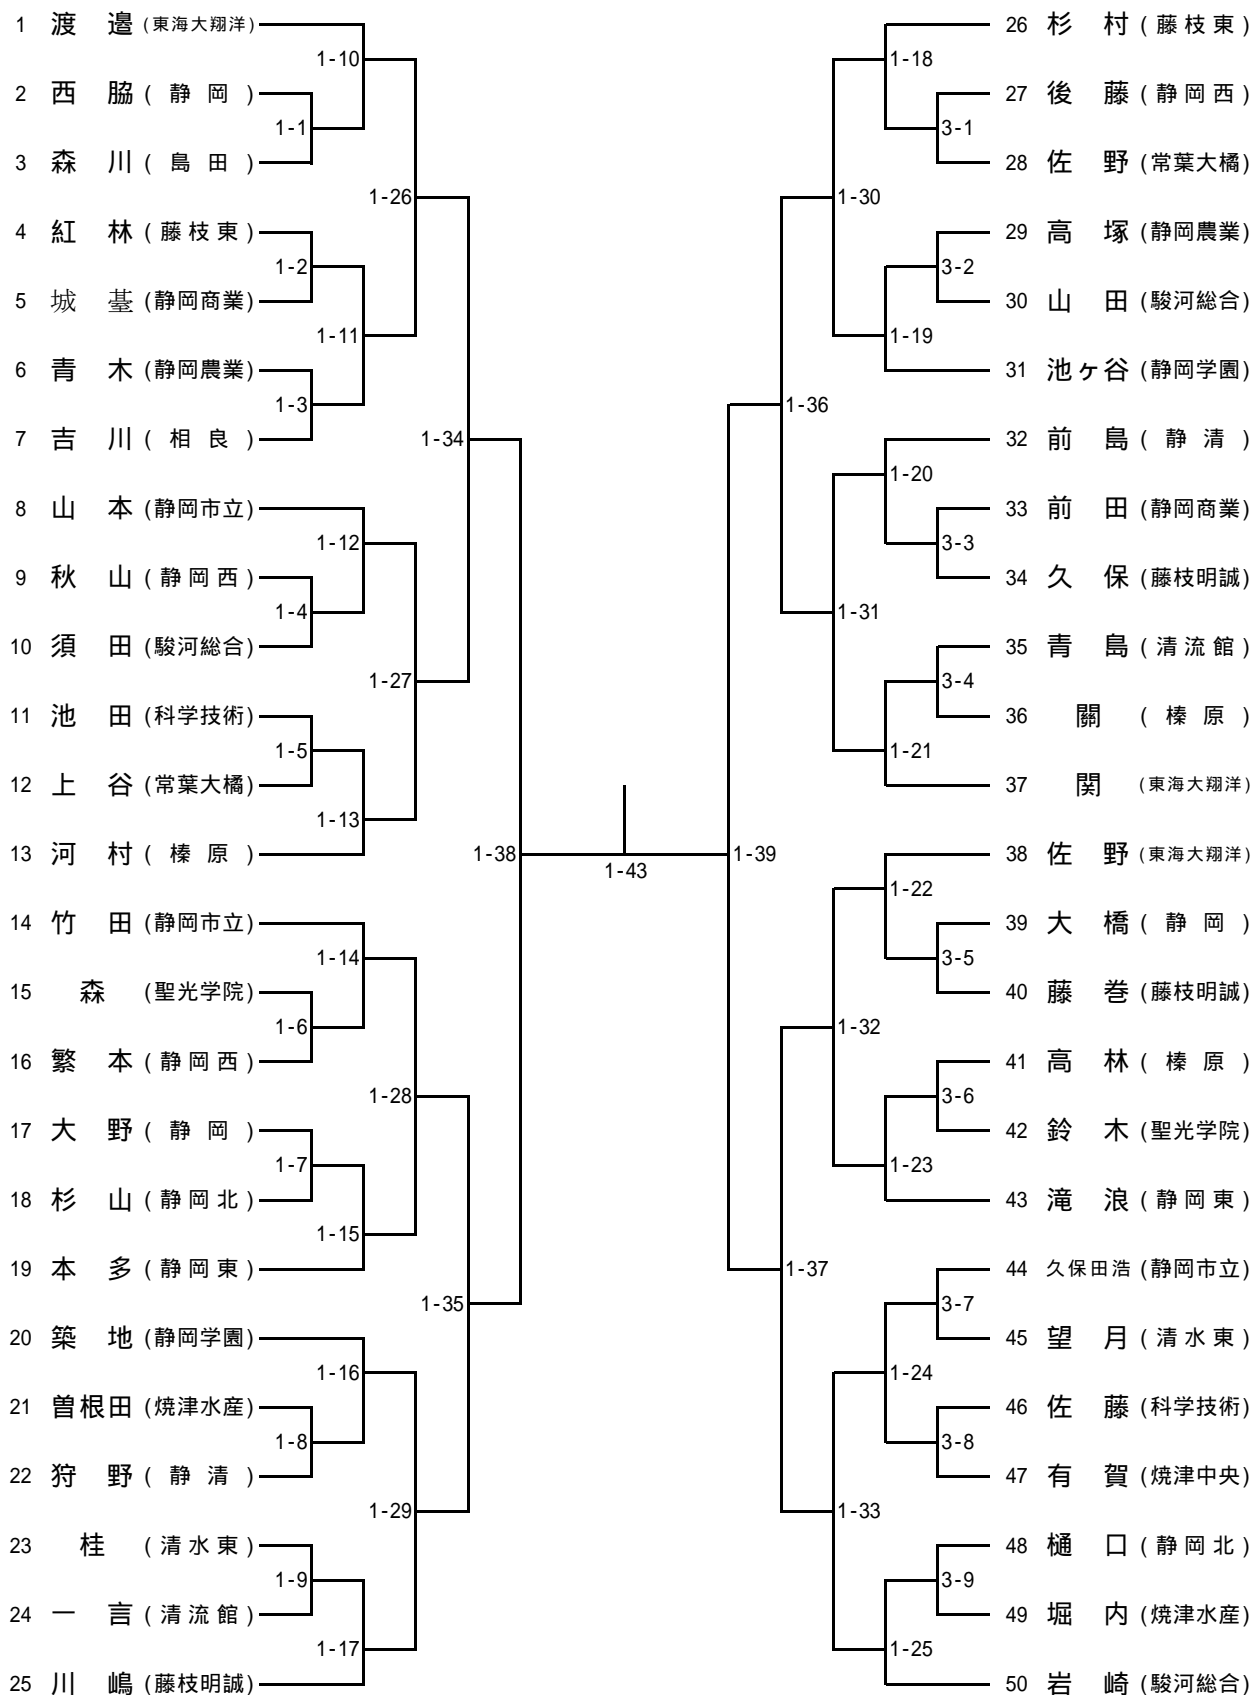 1 渡邉 (東海大翔洋)
1-10
2 西脇 (静岡)
1-1
3 森川 (島田)
1-26
4 紅林 (藤枝東)
1-2
5 城䑓 (静岡商業)
1-11
6 青木 (静岡農業)
1-3
7 吉川 (相良)
1-34
8 山本 (静岡市立)
1-12
9 秋山 (静岡西)
1-4
10 須田 (駿河総合)
1-27
11 池田 (科学技術)
1-5
12 上谷 (常葉大橘)
1-13
13 河村 (榛原)
1-38
14 竹田 (静岡市立)
1-14
15 森 (聖光学院)
1-6
16 繁本 (静岡西)
1-28
17 大野 (静岡)
1-7
18 杉山 (静岡北)
1-15
19 本多 (静岡東)
1-35
20 築地 (静岡学園)
1-16
21 曽根田 (焼津水産)
1-8
22 狩野 (静清)
1-29
23 桂 (清水東)
1-9
24 一言 (清流館)
1-17
25 川嶋 (藤枝明誠)
1-43
26 杉村 (藤枝東)
1-18
27 後藤 (静岡西)
3-1
28 佐野 (常葉大橘)
1-30
29 高塚 (静岡農業)
3-2
30 山田 (駿河総合)
1-19
31 池ヶ谷 (静岡学園)
1-36
32 前島 (静清)
1-20
33 前田 (静岡商業)
3-3
34 久保 (藤枝明誠)
1-31
35 青島 (清流館)
3-4
36 關 (榛原)
1-21
37 関 (東海大翔洋)
1-39
38 佐野 (東海大翔洋)
1-22
39 大橋 (静岡)
3-5
40 藤巻 (藤枝明誠)
1-32
41 高林 (榛原)
3-6
42 鈴木 (聖光学院)
1-23
43 滝浪 (静岡東)
1-37
44 久保田浩 (静岡市立)
3-7
45 望月 (清水東)
1-24
46 佐藤 (科学技術)
3-8
47 有賀 (焼津中央)
1-33
48 樋口 (静岡北)
3-9
49 堀内 (焼津水産)
1-25
50 岩崎 (駿河総合)